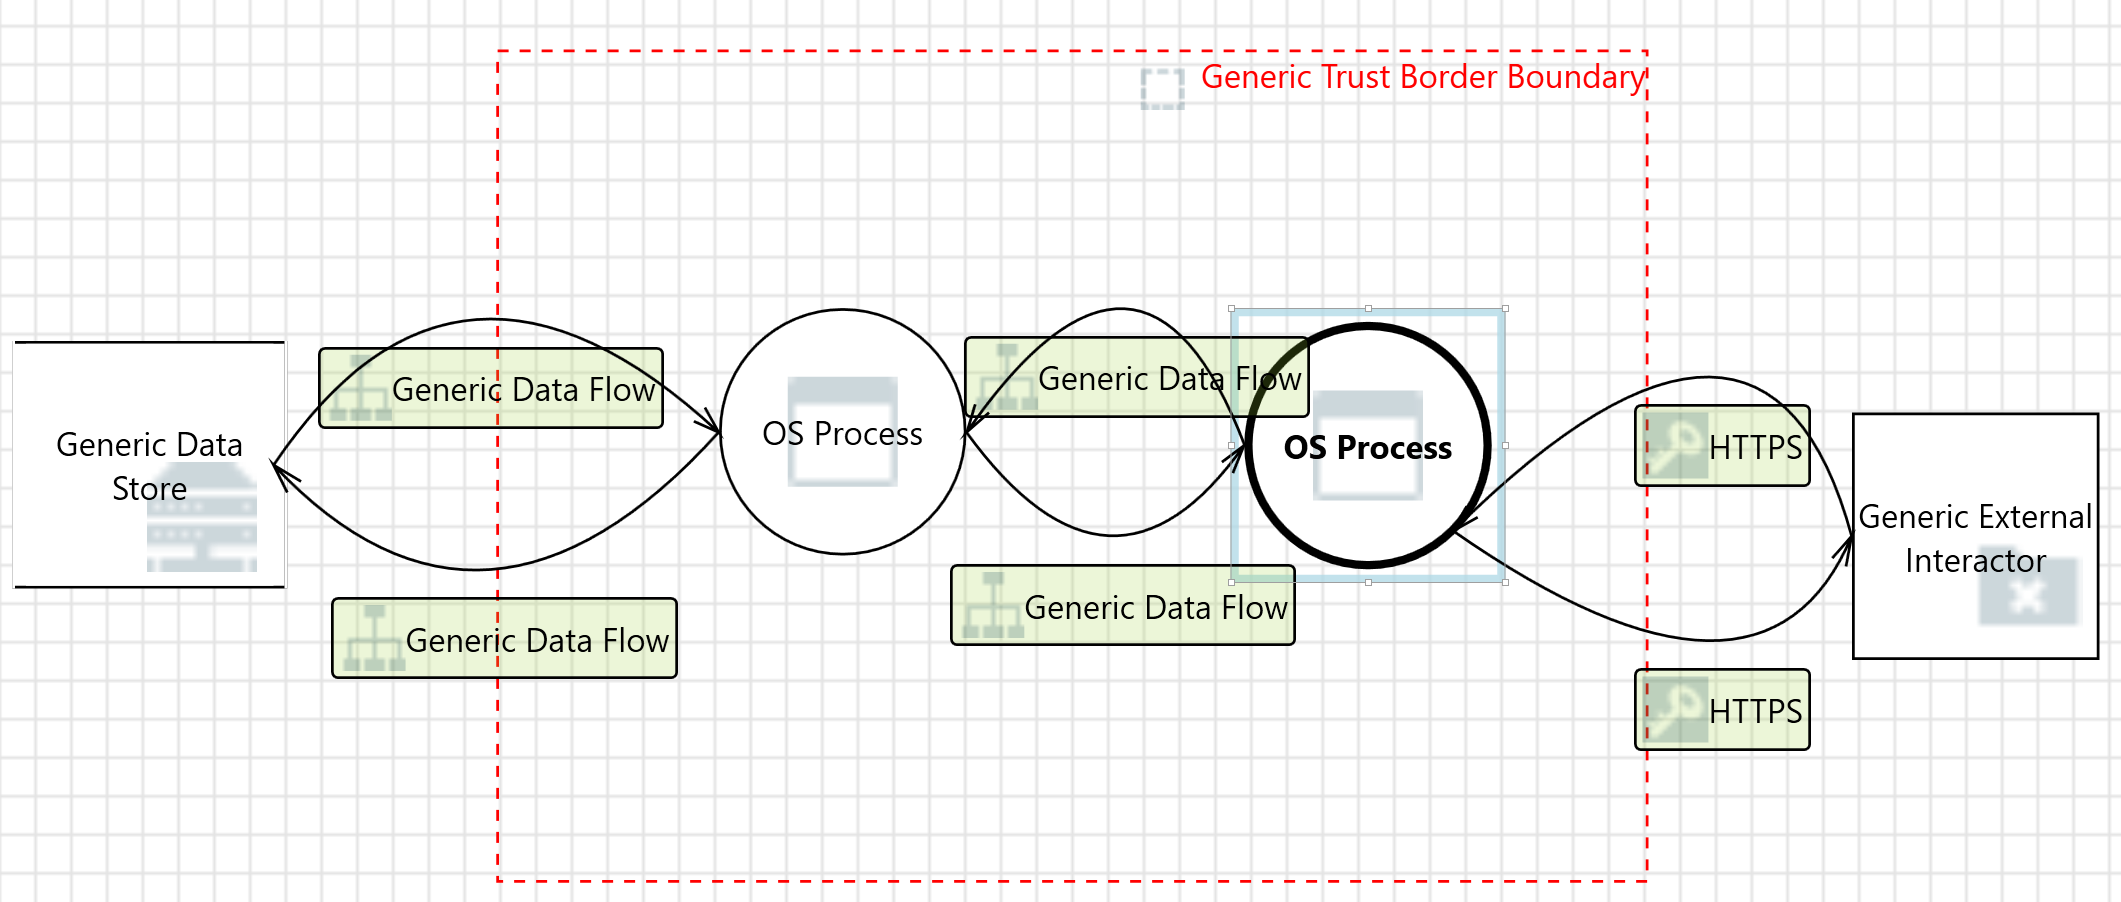 Generic Trust Border Boundary
Generic Data Flow
Generic Data Flow
OS Process
OS Process
HTTPS
Generic Data
Store
Generic External
Interactor
Generic Data Flow
Generic Data Flow
HTTPS